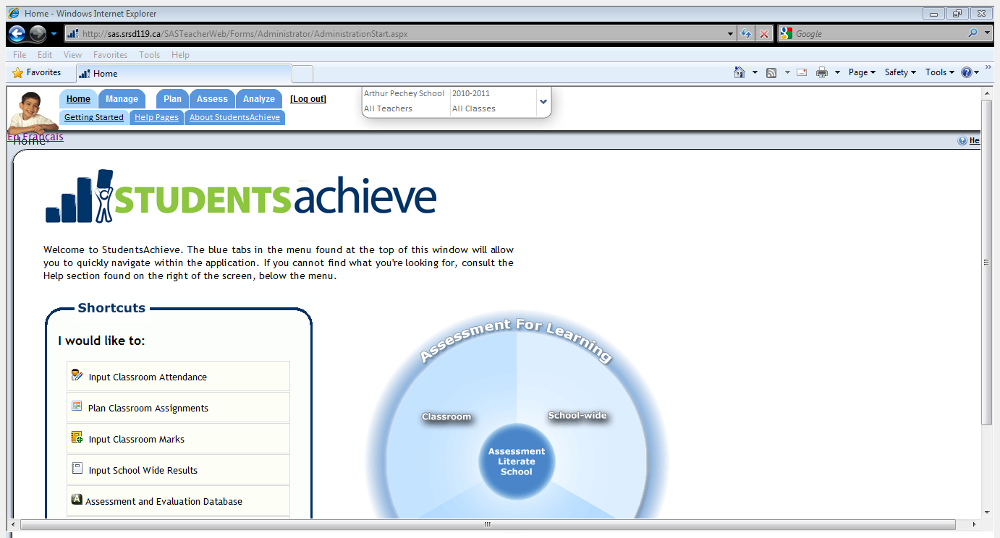 Home - Windows Internet Explorer
http://sas.srsd119.ca/SASTeacherWeb/Forms/Administrator/AdministrationStart.aspx
Google
File Edit View Favorites Tools Help
Favorites
Home
Page Safety Tools
Home Manage Plan Assess Analyze [Log out]
Getting Started Help Pages About StudentsAchieve
Arthur Pechey School 2010-2011
All Teachers All Classes
En Français
Home
He
STUDENTSachieve
Welcome to StudentsAchieve. The blue tabs in the menu found at the top of this window will allow
you to quickly navigate within the application. If you cannot find what you're looking for, consult the
Help section found on the right of the screen, below the menu.
Shortcuts
I would like to:
Input Classroom Attendance
Plan Classroom Assignments
Input Classroom Marks
Input School Wide Results
A Assessment and Evaluation Database
Assessment For Learning
Classroom
School-wide
Assessment
Literate
School